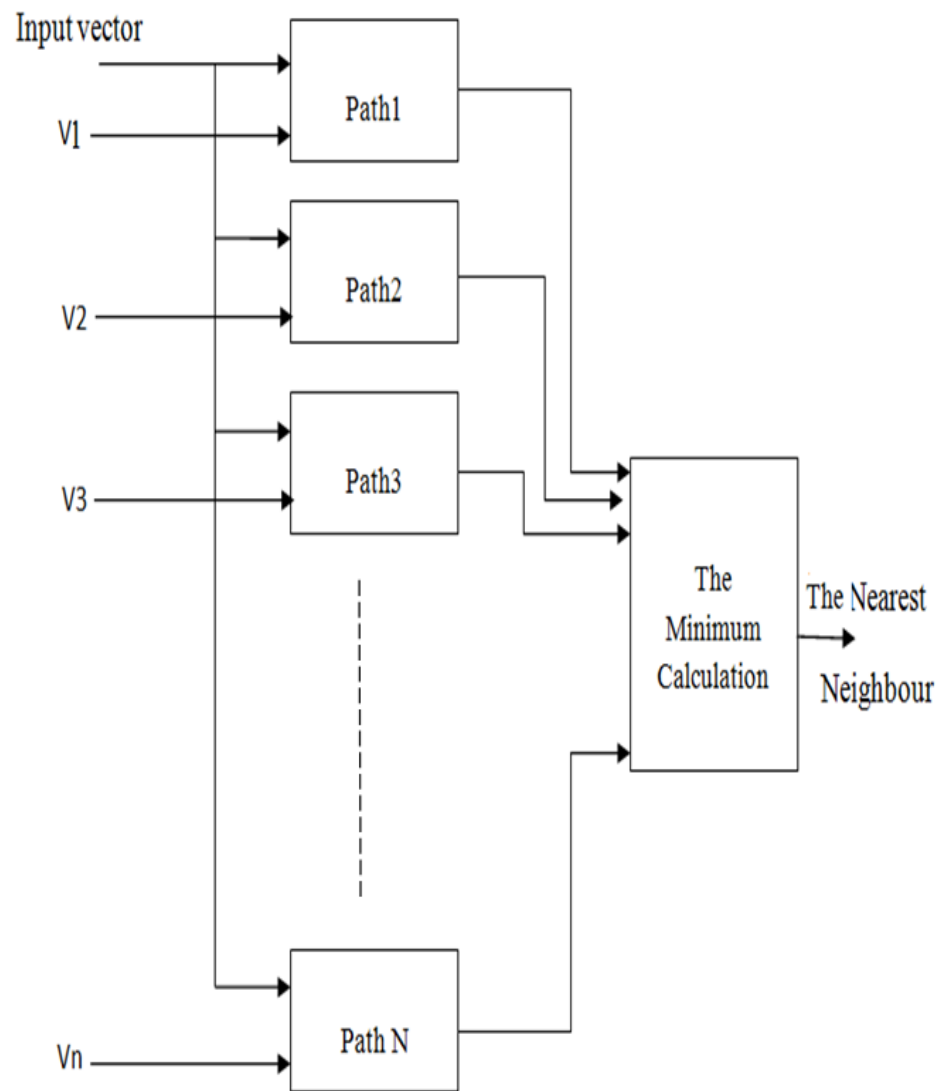 Input vector
Path1
V1
Path2
V2
Path3
V3
The
Minimum
Calculation
The Nearest
Neighbour
Path N
Vn